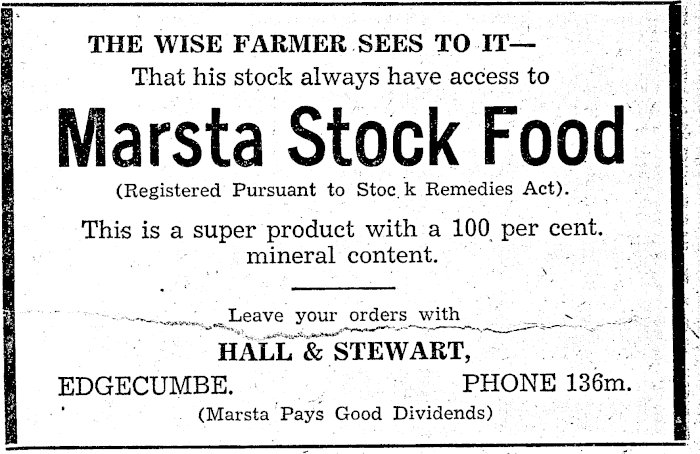 THE WISE FARMER SEES TO IT—
That his stock always have access to
Marsta Stock Food
(Registered Pursuant to Stoc k Remedies Act).
This is a super product with a 100 per cent.
mineral content.
Leave your orders with
HALL & STEWART,
EDGECUMBE. PHONE 136m.
(Marsta Pays Good Dividends)